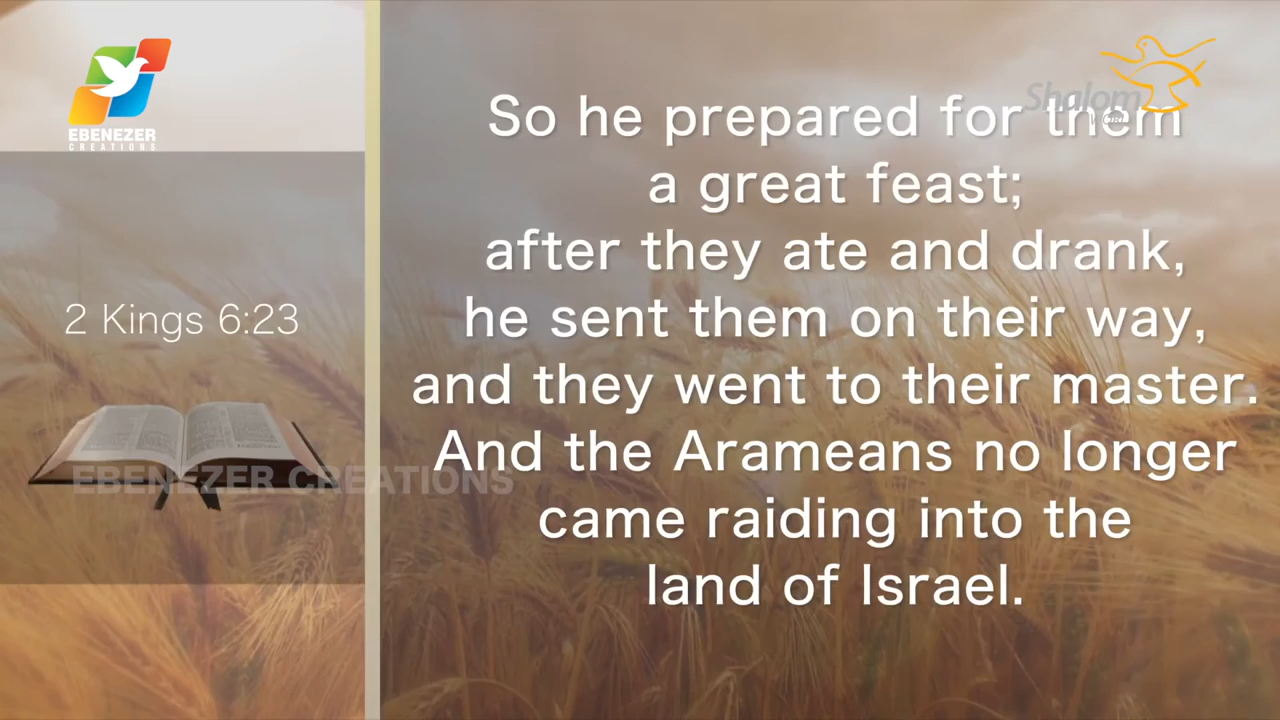 EBENEZER
CREATIONS
Shalom
WORLD
So he prepared for them
a great feast;
after they ate and drank,
he sent them on their way,
and they went to their master.
And the Arameans no longer
came raiding into the
land of Israel.
2 Kings 6:23
EBENEZER CREATIONS